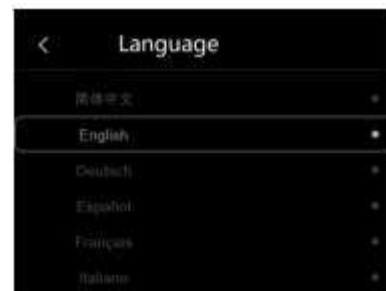 Language
简体中文
English
Deutsch
Español
Français
Italiano